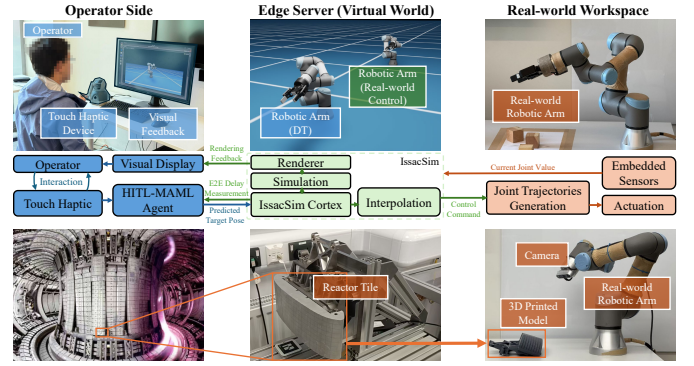 Operator Side
Edge Server (Virtual World)
Real-world Workspace
Operator
Touch Haptic
Device
Visual
Feedback
Robotic Arm
(DT)
Robotic Arm
(Real-world
Control)
Real-world
Robotic Arm
Operator
Visual Display
Interaction
Touch Haptic
HITL-MAML
Agent
Rendering
Feedback
E2E Delay
Measurement
Predicted
Target Pose
Renderer
Simulation
IssacSim Cortex
Interpolation
IssacSim
Current Joint Value
Control
Command
Joint Trajectories
Generation
Embedded
Sensors
Actuation
Reactor Tile
Camera
Real-world
Robotic Arm
3D Printed
Model